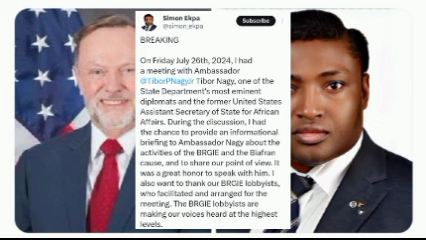 Simon Ekpa
@simon_ekpa
Subscribe
BREAKING
On Friday July 26th, 2024, I had
a meeting with Ambassador
@TiborPNagyJr Tibor Nagy, one of the
State Department's most eminent
diplomats and the former United States
Assistant Secretary of State for African
Affairs. During the discussion, I had
the chance to provide an informational
briefing to Ambassador Nagy about the
activities of the BRGIE and the Biafran
cause, and to share our point of view. It
was a great honor to speak with him. I
also want to thank our BRGIE lobbyists,
who facilitated and arranged for the
meeting. The BRGIE lobbyists are
making our voices heard at the highest
levels.